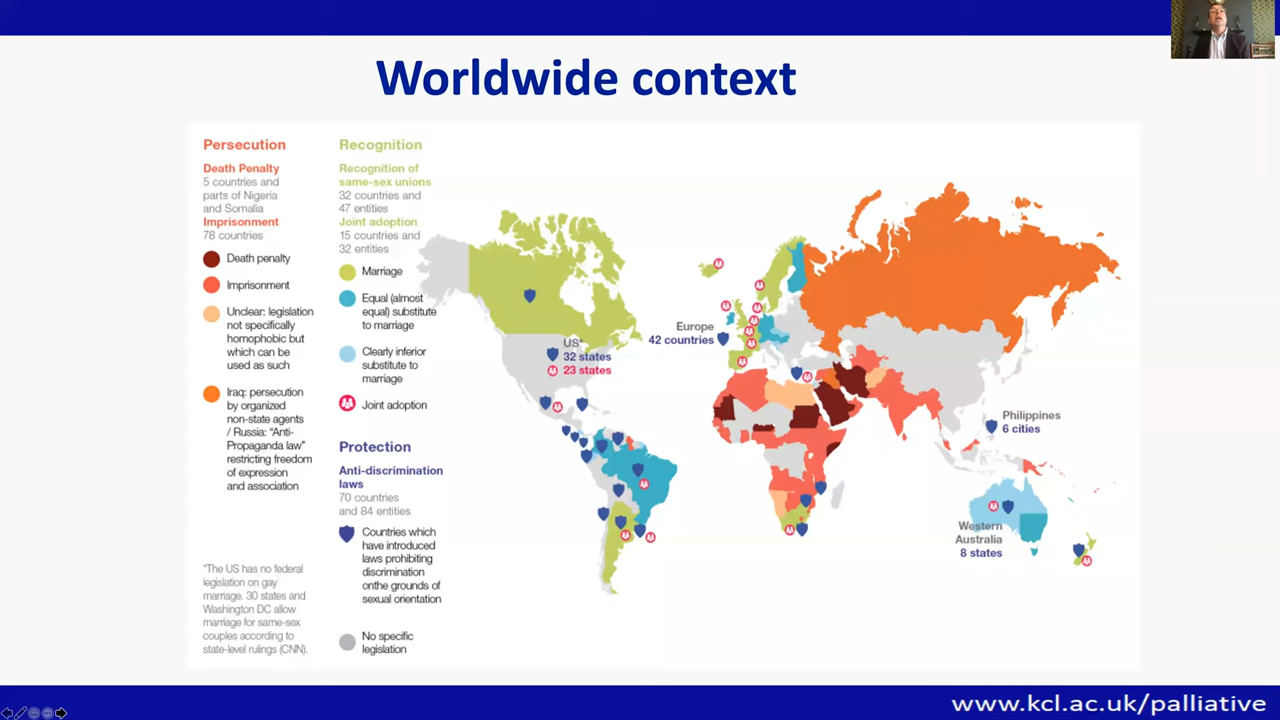 Worldwide context
Persecution
Death Penalty
5 countries and
parts of Nigeria
and Somalia
Imprisonment
78 countries
Death penalty
Imprisonment
Unclear: legislation
not specifically
homophobic but
which can be
used as such
Iraq: persecution
by organized
non-state agents
/ Russia: “Anti-
Propaganda law”
restricting freedom
of expression
and association
*The US has no federal
legislation on gay
marriage. 30 states and
Washington DC allow
marriage for same-sex
couples according to
state-level rulings (CNN).
Recognition
Recognition of
same-sex unions
32 countries and
47 entities
Joint adoption
15 countries and
32 entities
Marriage
Equal (almost
equal) substitute
to marriage
Clearly inferior
substitute to
marriage
Joint adoption
Protection
Anti-discrimination
laws
70 countries
and 84 entities
Countries which
have introduced
laws prohibiting
discrimination
onthe grounds of
sexual orientation
No specific
legislation
US*
32 states
23 states
Europe
42 countries
Philippines
6 cities
Western
Australia
8 states
www.kcl.ac.uk/palliative